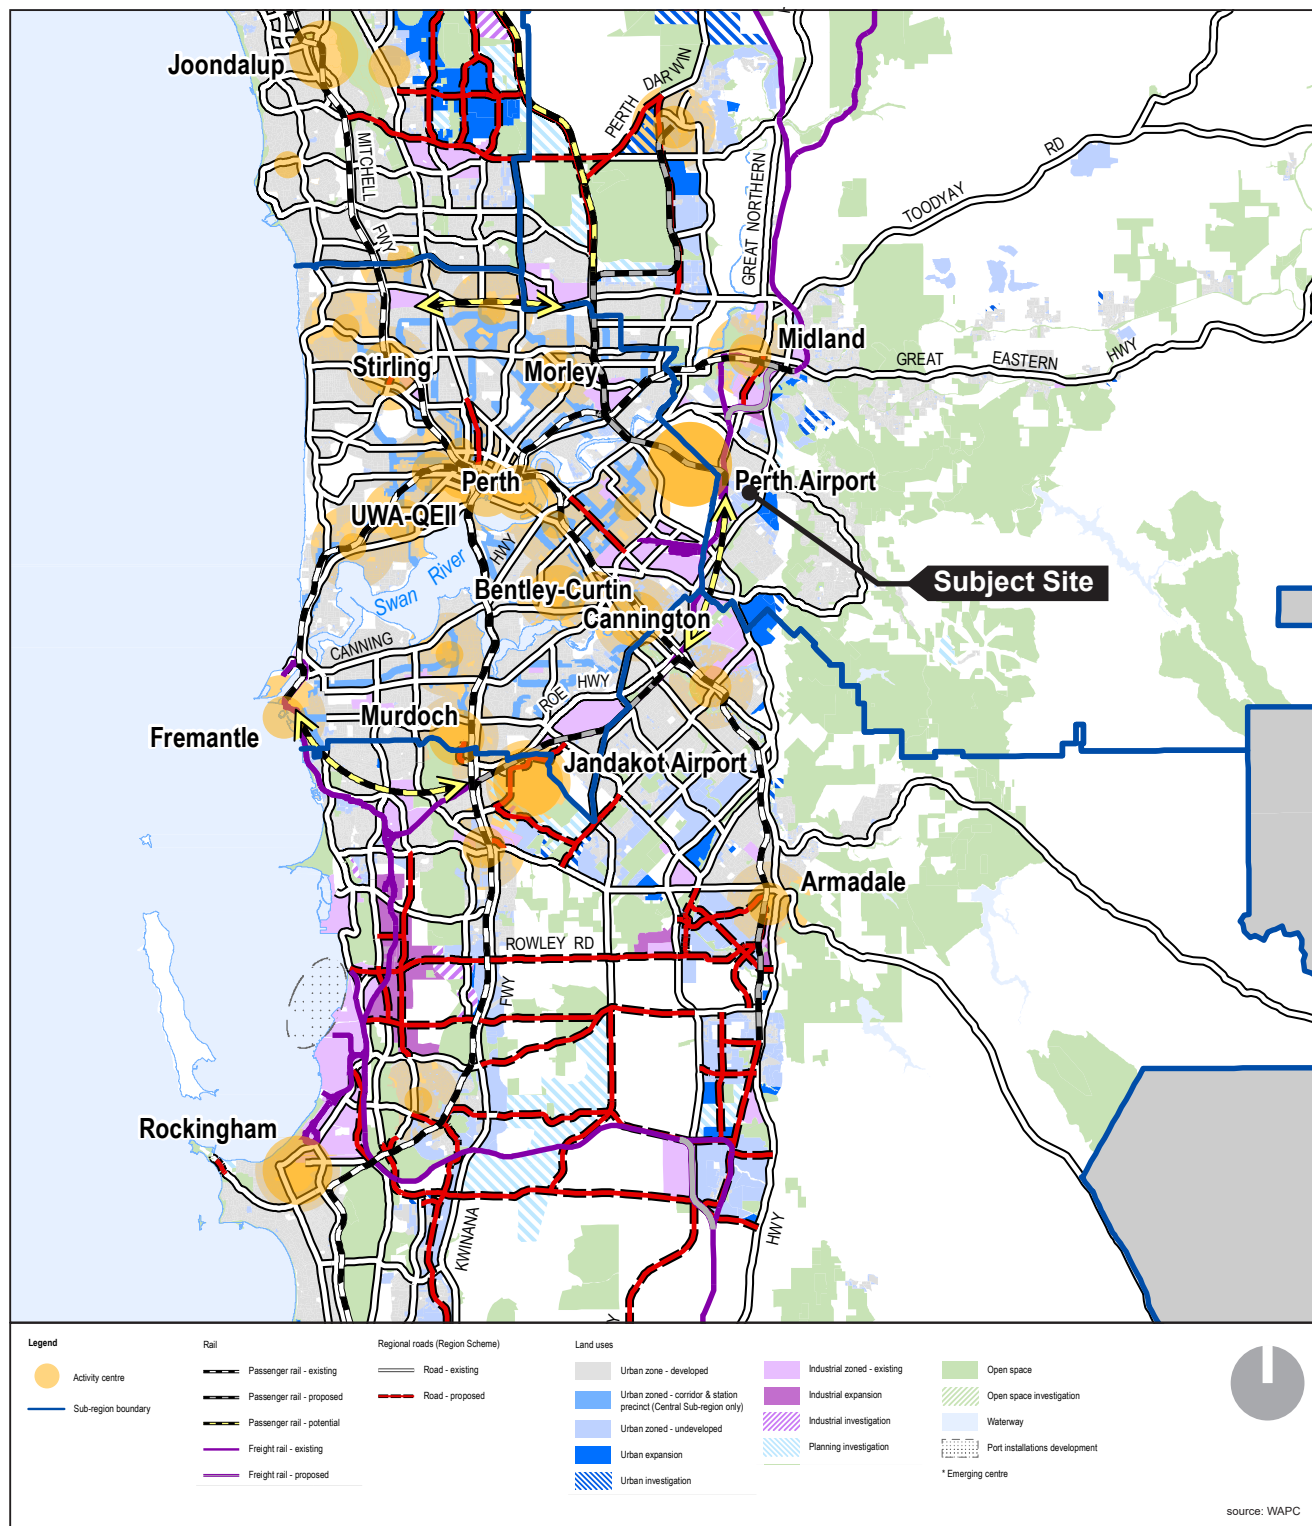 Joondalup
MITCHELL
FWY
PERTH
DARWIN
GREAT NORTHERN
TOODYAY
RD
Midland
GREAT
EASTERN
HWY
Stirling
Morley
Perth
Perth Airport
UWA-QEII
HWY
River
Swan
Subject Site
Bentley-Curtin
Cannington
CANNING
ROE
HWY
Murdoch
Fremantle
Jandakot Airport
Armadale
ROWLEY RD
FWY
Rockingham
KWINANA
HWY
Legend
Activity centre
Sub-region boundary
Rail
Passenger rail - existing
Passenger rail - proposed
Passenger rail - potential
Freight rail - existing
Freight rail - proposed
Regional roads (Region Scheme)
Road - existing
Road - proposed
Land uses
Urban zone - developed
Urban zoned - corridor & station
precinct (Central Sub-region only)
Urban zoned - undeveloped
Urban expansion
Urban investigation
Industrial zoned - existing
Industrial expansion
Industrial investigation
Planning investigation
Open space
Open space investigation
Waterway
Port installations development
* Emerging centre
source: WAPC